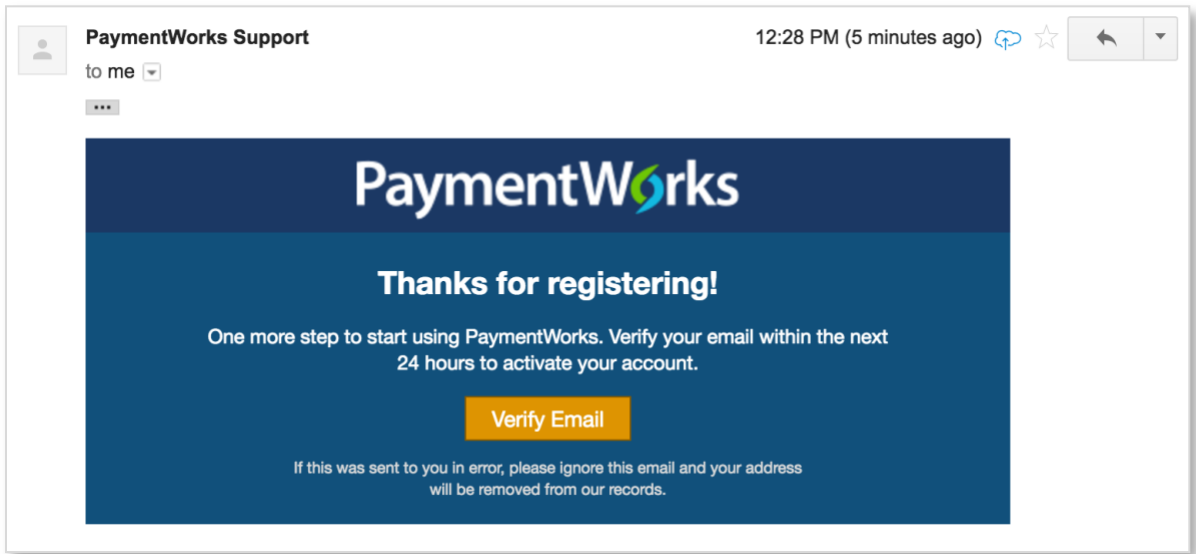 PaymentWorks Support
12:28 PM (5 minutes ago)
to me
PaymentWorks
Thanks for registering!
One more step to start using PaymentWorks. Verify your email within the next
24 hours to activate your account.
Verify Email
If this was sent to you in error, please ignore this email and your address
will be removed from our records.